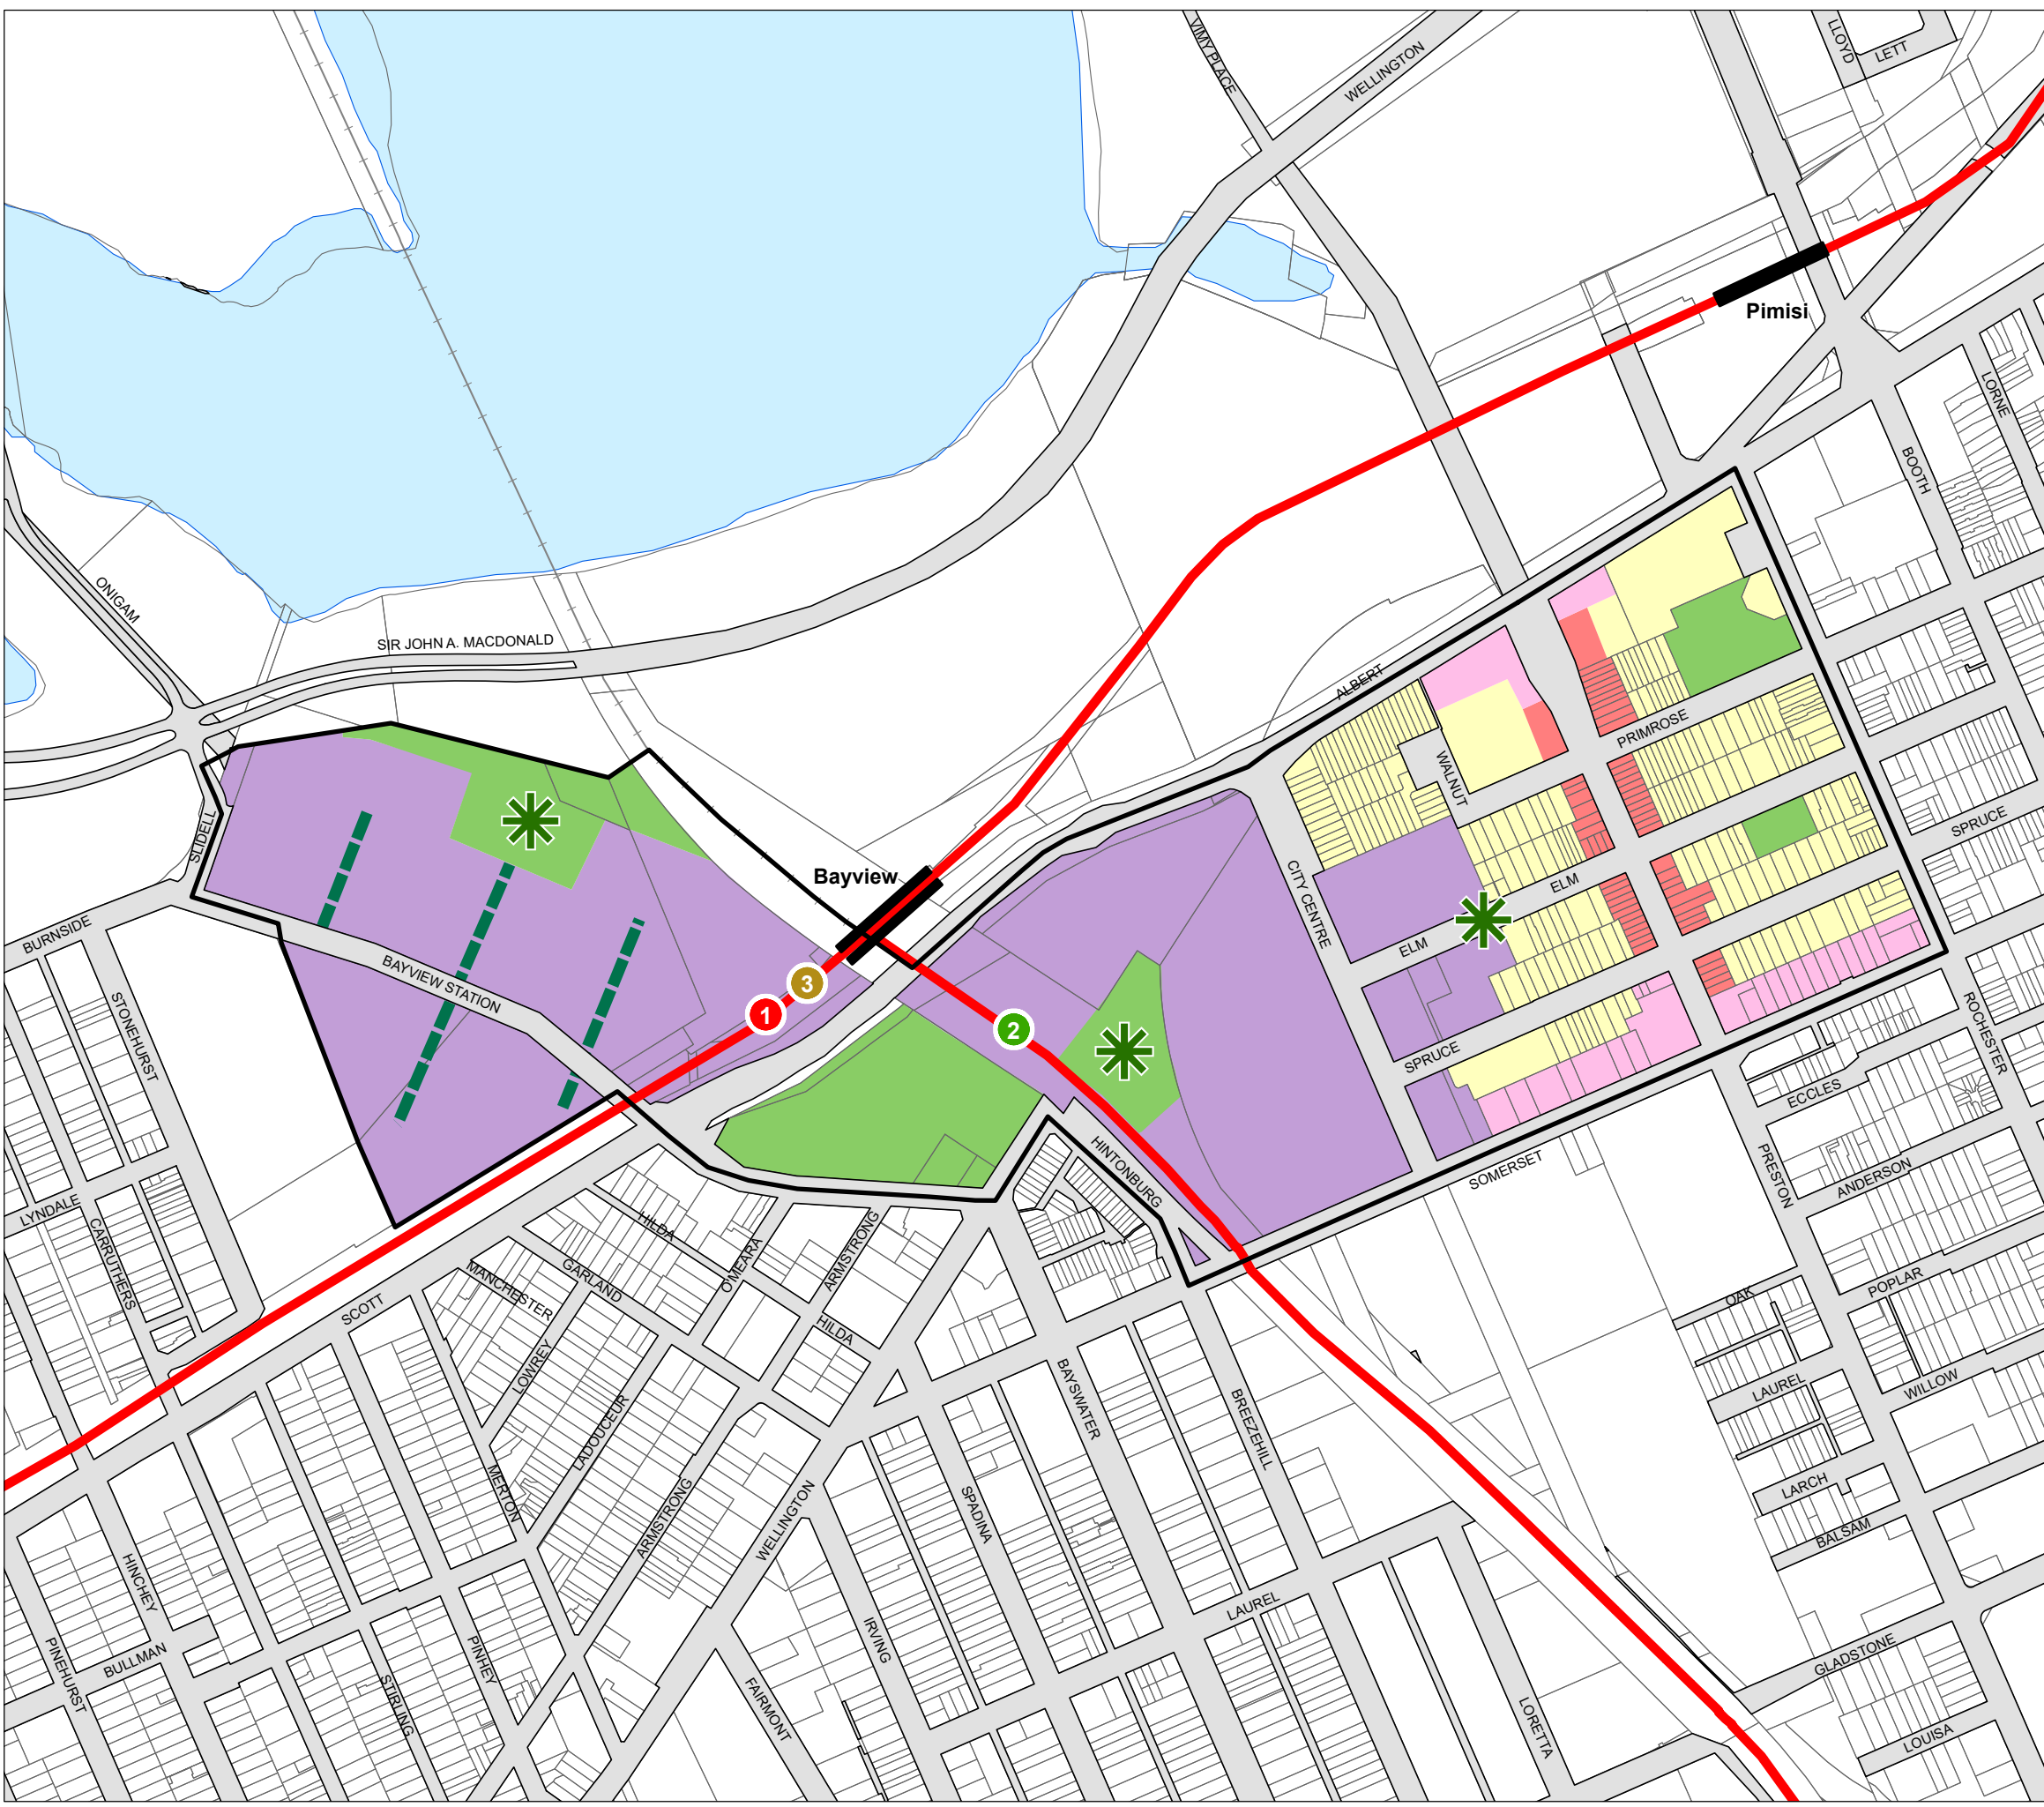 VIMY PLACE
WELLINGTON
LLOYD
LETT
Pimisi
LORNE
BOOTH
ONIGAM
SIR JOHN A. MACDONALD
ALBERT
PRIMROSE
WALNUT
SLIDELL
SPRUCE
Bayview
CITY CENTRE
ELM
ELM
BURNSIDE
BAYVIEW STATION
3
1
2
STONEHURST
ROCHESTER
SPRUCE
ECCLES
HINTONBURG
SOMERSET
PRESTON
ANDERSON
LYNDALE
CARRUTHERS
HILDA
ARMSTRONG
O'MEARA
GARLAND
MANCHESTER
POPLAR
OAK
SCOTT
HILDA
LOWREY
BAYSWATER
BREEZEHILL
LAUREL
WILLOW
LADOUCEUR
MERTON
ARMSTRONG
WELLINGTON
SPADINA
LARCH
BALSAM
HINCHEY
LAUREL
IRVING
BULLMAN
PINEHURST
PINHEY
STIRLING
FAIRMONT
GLADSTONE
LORETTA
LOUISA